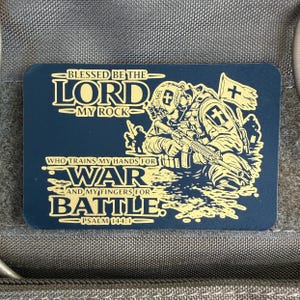 BLESSED BE THE
LORD
MY ROCK
WHO TRAINS MY HANDS FOR
WAR
AND MY FINGERS FOR
BATTLE
PSALM 144:1